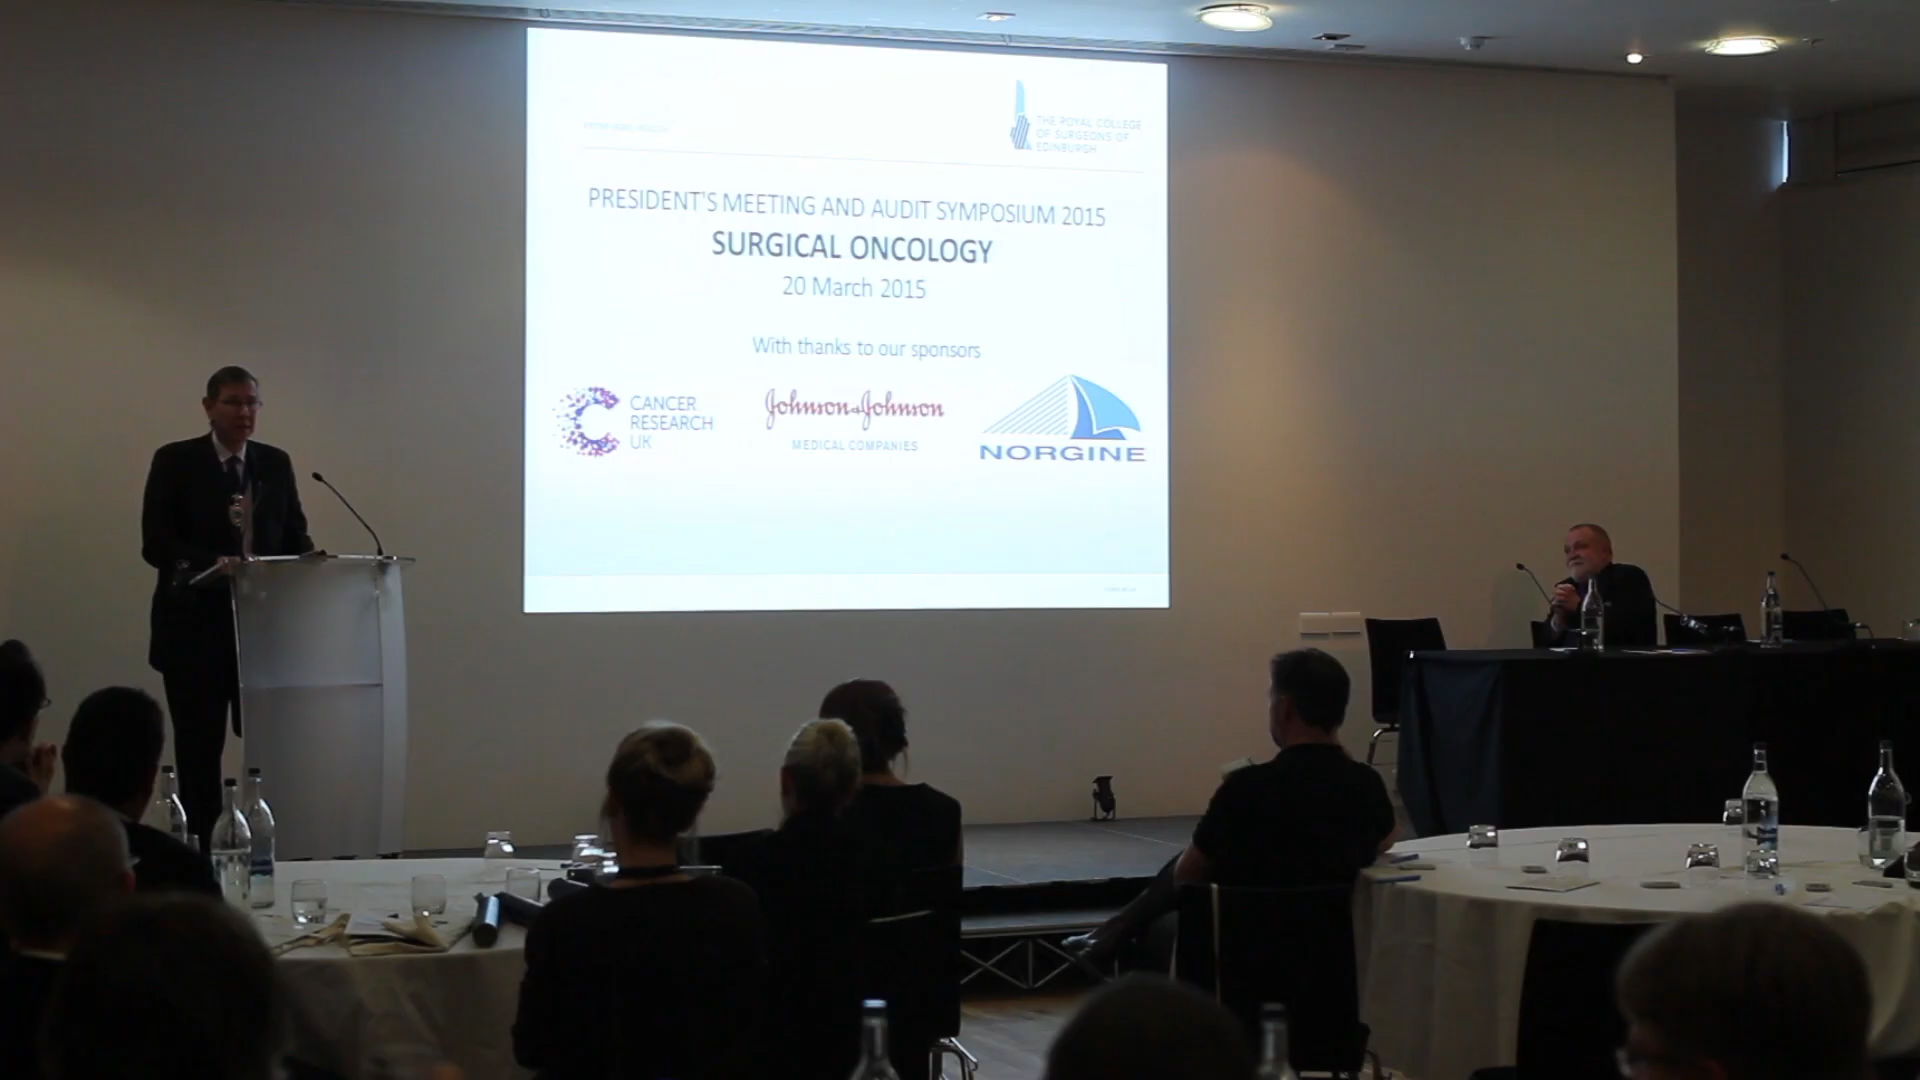 THE ROYAL COLLEGE
OF SURGEONS OF
EDINBURGH
PRESIDENT'S MEETING AND AUDIT SYMPOSIUM 2015
SURGICAL ONCOLOGY
20 March 2015
With thanks to our sponsors
CANCER
RESEARCH
UK
Johnson & Johnson
MEDICAL COMPANIES
NORGINE